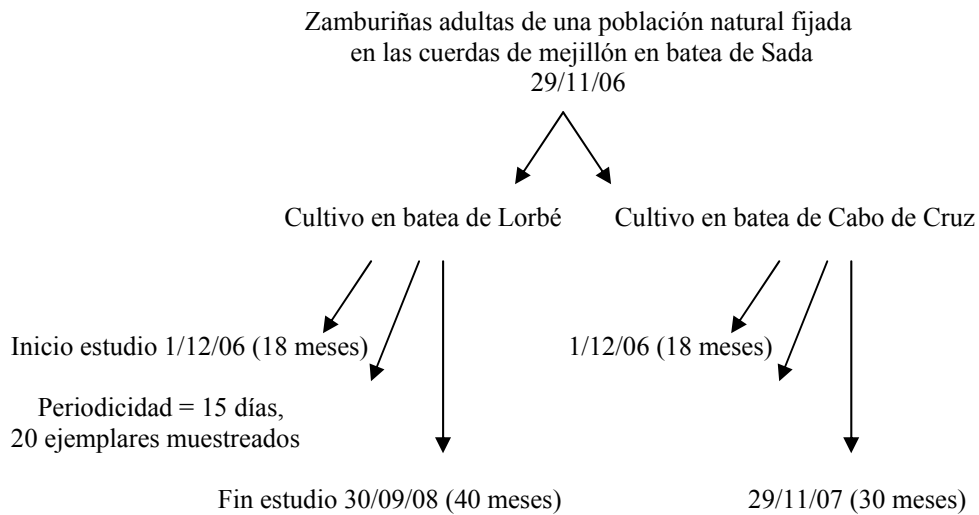 Zamburiñas adultas de una población natural fijada
en las cuerdas de mejillón en batea de Sada
29/11/06
Cultivo en batea de Lorbé
Cultivo en batea de Cabo de Cruz
Inicio estudio 1/12/06 (18 meses)
1/12/06 (18 meses)
Periodicidad = 15 días,
20 ejemplares muestreados
Fin estudio 30/09/08 (40 meses)
29/11/07 (30 meses)